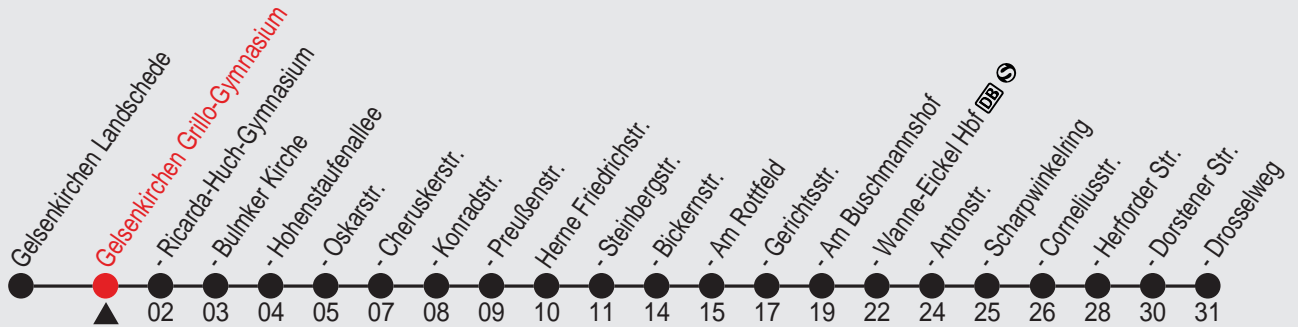 Gelsenkirchen Landschede
Gelsenkirchen Grillo-Gymnasium
- Ricarda-Huch-Gymnasium
- Bulmker Kirche
- Hohenstaufenallee
- Oskarstr.
- Cheruskerstr.
- Konradstr.
- Preußenstr.
Herne Friedrichstr.
- Steinbergstr.
- Bickernstr.
- Am Rottfeld
- Gerichtsstr.
- Am Buschmannshof
- Wanne-Eickel Hbf DB S
- Antonstr.
- Scharpwinkelring
- Corneliusstr.
- Herforder Str.
- Dorstener Str.
- Drosselweg
02 03 04 05 07 08 09 10 11 14 15 17 19 22 24 25 26 28 30 31